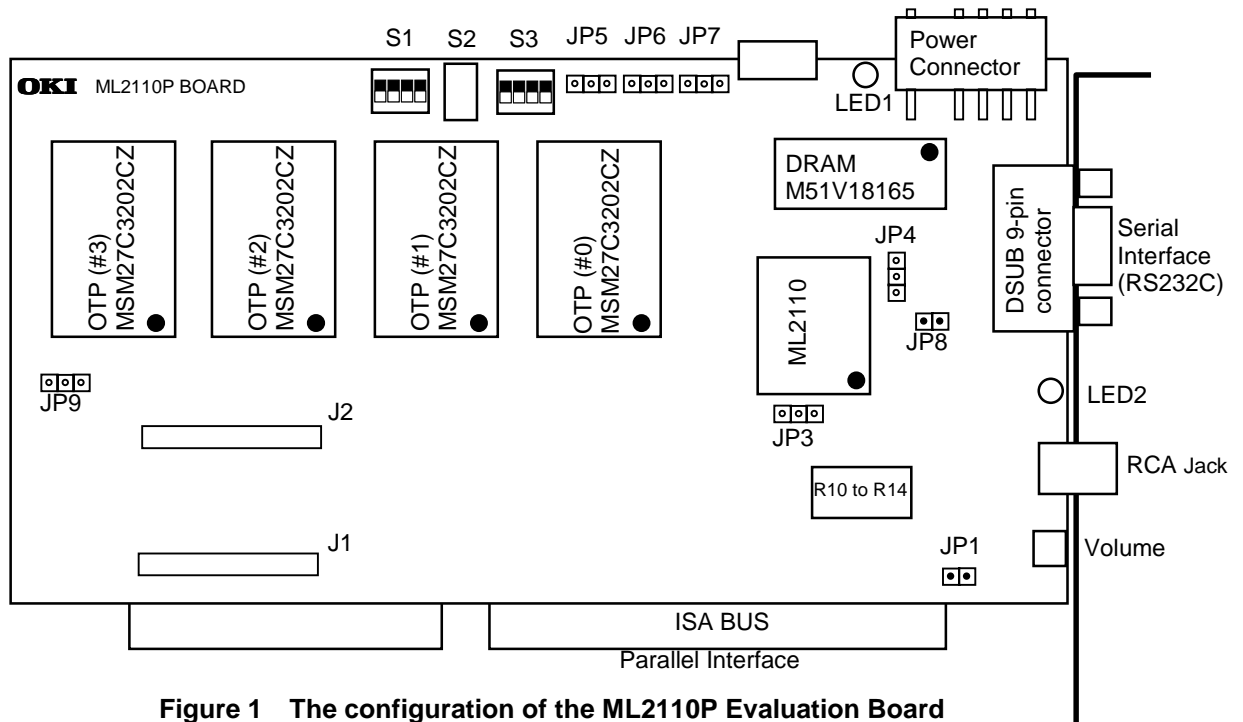 S1 S2 S3 JP5 JP6 JP7
Power
Connector
LED1
OKI ML2110P BOARD
OTP (#3)
MSM27C3202CZ
OTP (#2)
MSM27C3202CZ
OTP (#1)
MSM27C3202CZ
OTP (#0)
MSM27C3202CZ
DRAM
M51V18165
DSUB 9-pin
connector
Serial
Interface
(RS232C)
JP4
ML2110
JP8
JP9
LED2
J2
JP3
RCA Jack
R10 to R14
J1
JP1
Volume
ISA BUS
Parallel Interface
Figure 1 The configuration of the ML2110P Evaluation Board